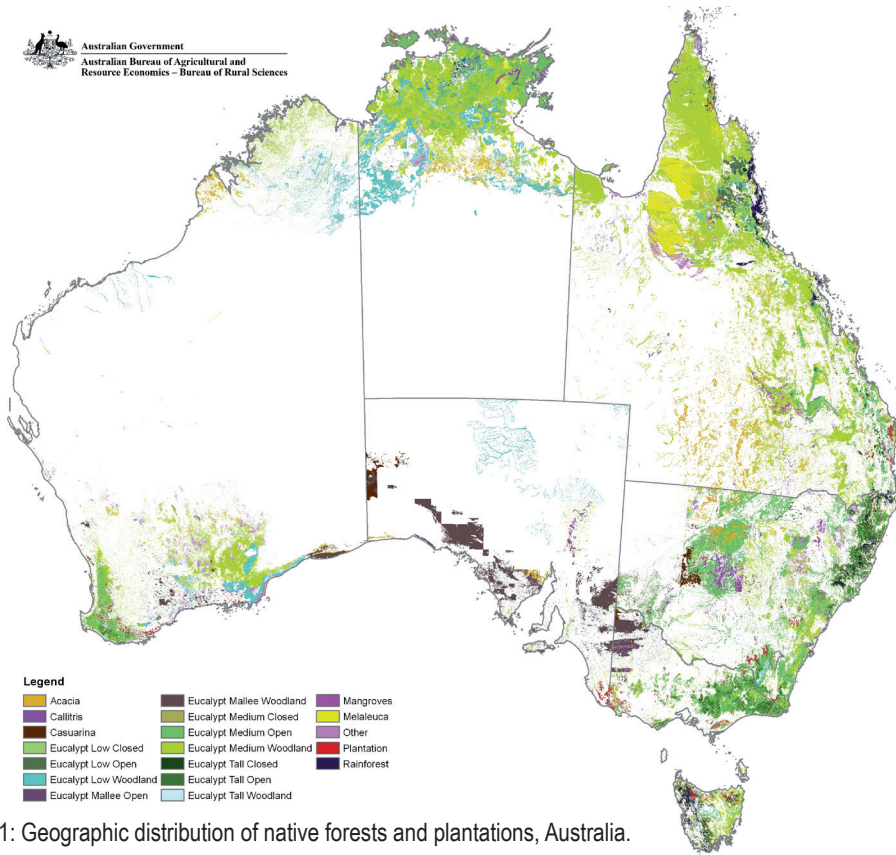 Australian Government
Australian Bureau of Agricultural and
Resource Economics – Bureau of Rural Sciences
Legend
Acacia
Callitris
Casuarina
Eucalypt Low Closed
Eucalypt Low Open
Eucalypt Low Woodland
Eucalypt Mallee Open
Eucalypt Mallee Woodland
Eucalypt Medium Closed
Eucalypt Medium Open
Eucalypt Medium Woodland
Eucalypt Tall Closed
Eucalypt Tall Open
Eucalypt Tall Woodland
Mangroves
Melaleuca
Other
Plantation
Rainforest
1: Geographic distribution of native forests and plantations, Australia.